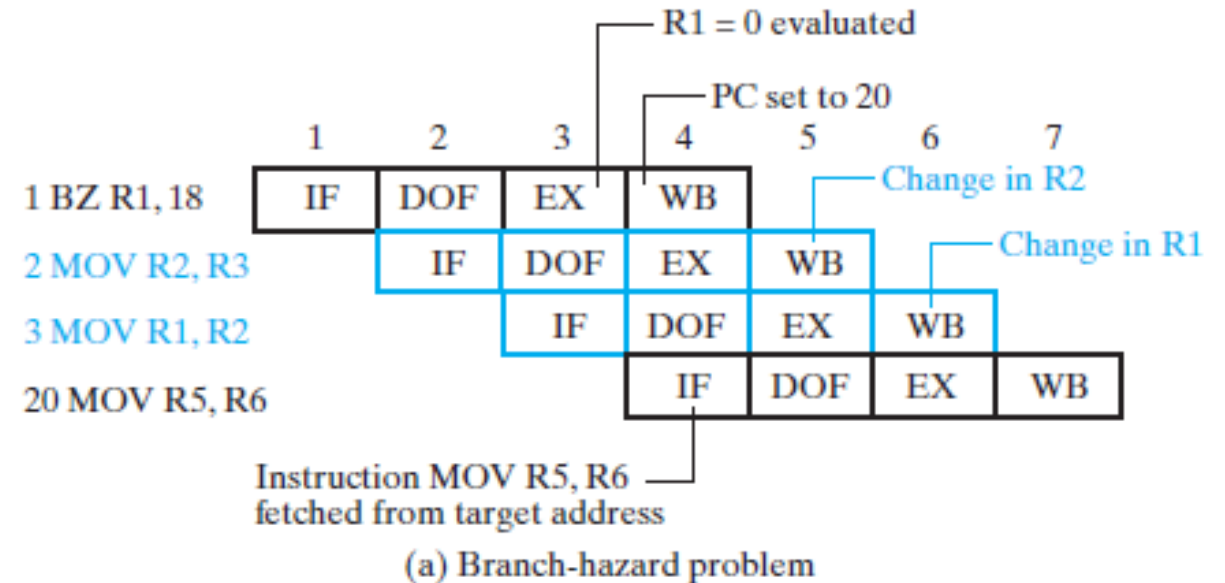 R1 = 0 evaluated
PC set to 20
1 2 3 4 5 6 7
Change in R2
1 BZ R1, 18 IF DOF EX WB
Change in R1
2 MOV R2, R3 IF DOF EX WB
3 MOV R1, R2 IF DOF EX WB
20 MOV R5, R6 IF DOF EX WB
Instruction MOV R5, R6
fetched from target address
(a) Branch-hazard problem